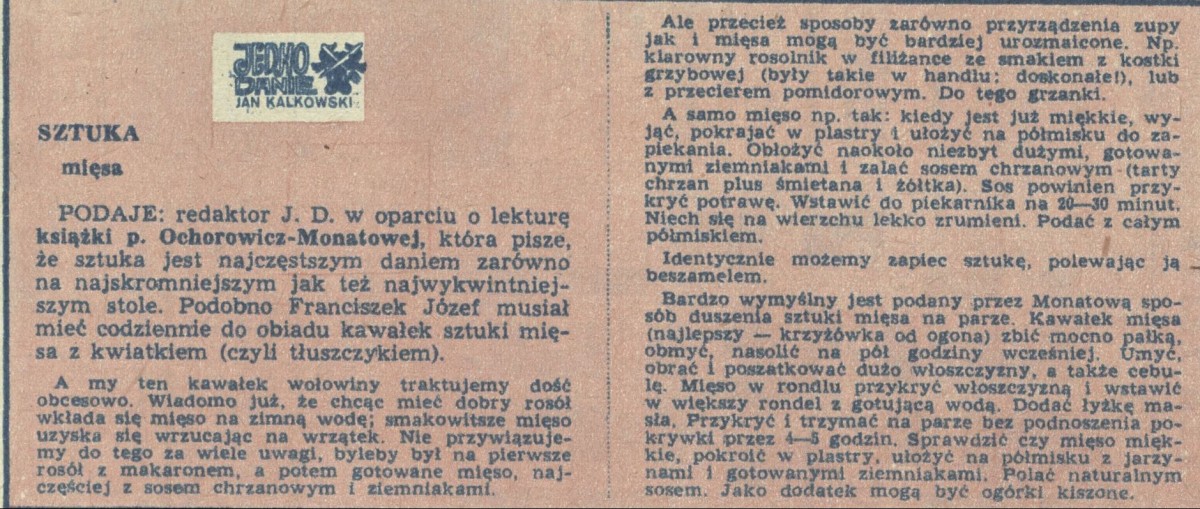 JEDNO
DANIE
JAN KALKOWSKI
SZTUKA
mięsa
PODAJE: redaktor J. D. w oparciu o lekturę
książki p. Ochorowicz-Monatowej, która pisze,
że sztuka jest najczęstszym daniem zarówno
na najskromniejszym jak też najwykwintniej-
szym stole. Podobno Franciszek Józef musiał
mieć codziennie do obiadu kawałek sztuki mię-
sa z kwiatkiem (czyli tłuszczykiem).
A my ten kawałek wołowiny traktujemy dość
obcesowo. Wiadomo już, że chcąc mieć dobry rosół
wkłada się mięso na zimną wodę; smakowitsze mięso
uzyska się wrzucając na wrzątek. Nie przywiązuje-
my do tego za wiele uwagi, byleby był na pierwsze
rosół z makaronem, a potem gotowane mięso, naj-
częściej z sosem chrzanowym i ziemniakami.
Ale przecież sposoby zarówno przyrządzenia zupy
jak i mięsa mogą być bardziej urozmaicone. Np.
klarowny rosolnik w filiżance ze smakiem z kostki
grzybowej (były takie w handlu; doskonałe!), lub
z przecierem pomidorowym. Do tego grzanki.
A samo mięso np. tak: kiedy jest już miękkie, wy-
jąć, pokrajać w plastry i ułożyć na półmisku do za-
piekania. Obłożyć naokoło niezbyt dużymi, gotowa-
nymi ziemniakami i zalać sosem chrzanowym (tarty
chrzan plus śmietana i żółtka). Sos powinien przy-
kryć potrawę. Wstawić do piekarnika na 20—30 minut.
Niech się na wierzchu lekko zrumieni. Podać z całym
półmiskiem.
Identycznie możemy zapiec sztukę, polewając ją
beszamelem.
Bardzo wymyślny jest podany przez Monatową spo-
sób duszenia sztuki mięsa na parze. Kawałek mięsa
(najlepszy — krzyżówka od ogona) zbić mocno pałką,
obmyć, nasolić na pół godziny wcześniej. Umyć,
obrać i poszatkować dużo włoszczyzny, a także cebu-
lę. Mięso w rondlu przykryć włoszczyzną i wstawić
w większy rondel z gotującą wodą. Dodać łyżkę ma-
sła. Przykryć i trzymać na parze bez podnoszenia po-
krywki przez 4—5 godzin. Sprawdzić czy mięso mięk-
kie, pokroić w plastry, ułożyć na półmisku z jarzy-
nami i gotowanymi ziemniakami. Polać naturalnym
sosem. Jako dodatek mogą być ogórki kiszone.